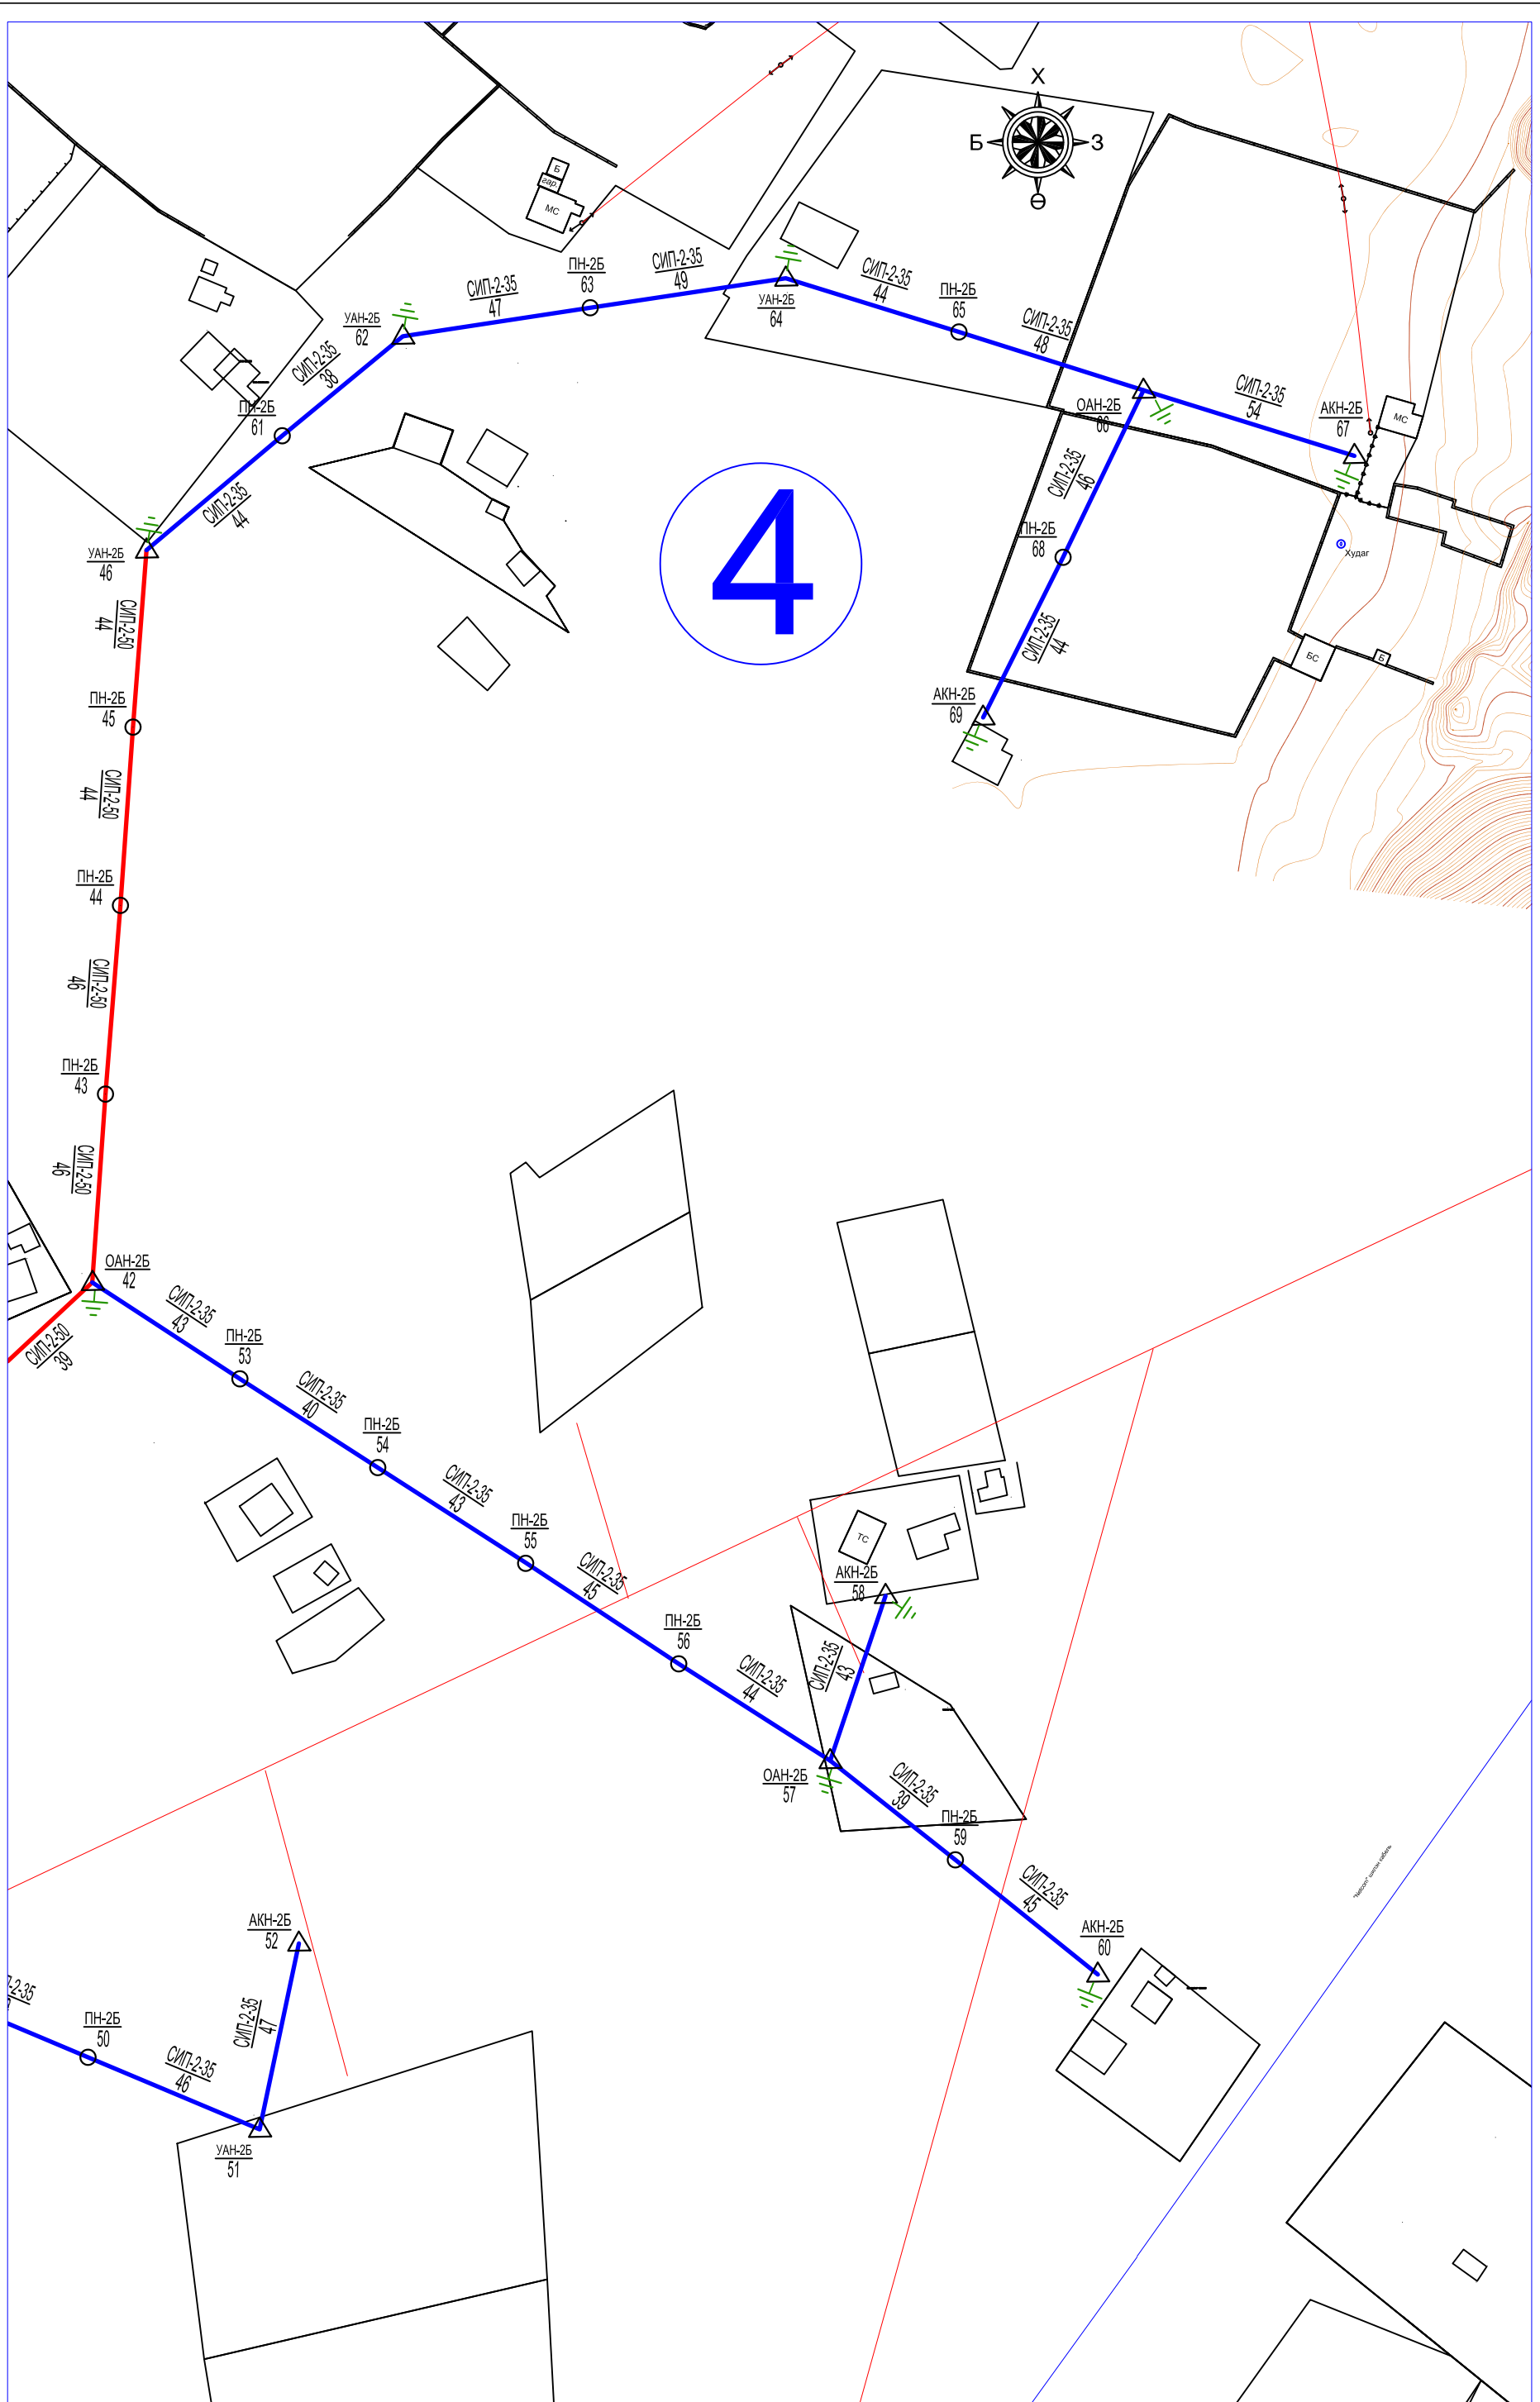 Х
Б
З
Ө
Б
гар.
МС
СИП-2-35
47
ПН-2Б
63
СИП-2-35
49
УАН-2Б
64
СИП-2-35
44
ПН-2Б
65
СИП-2-35
48
УАН-2Б
62
СИП-2-35
38
ПН-2Б
61
СИП-2-35
44
УАН-2Б
46
ОАН-2Б
66
СИП-2-35
54
АКН-2Б
67
МС
СИП-2-35
46
ПН-2Б
68
Худаг
СИП-2-35
44
БС
Б
АКН-2Б
69
4
СИП-2-50
44
ПН-2Б
45
СИП-2-50
44
ПН-2Б
44
СИП-2-50
46
ПН-2Б
43
СИП-2-50
46
ОАН-2Б
42
СИП-2-50
39
СИП-2-35
43
ПН-2Б
53
СИП-2-35
40
ПН-2Б
54
СИП-2-35
43
ПН-2Б
55
СИП-2-35
45
ТС
АКН-2Б
58
ПН-2Б
56
СИП-2-35
44
СИП-2-35
43
ОАН-2Б
57
СИП-2-35
39
ПН-2Б
59
СИП-2-35
45
АКН-2Б
60
"Netcom" шилэн кабель
АКН-2Б
52
СИП-2-35
47
ПН-2Б
50
СИП-2-35
46
УАН-2Б
51